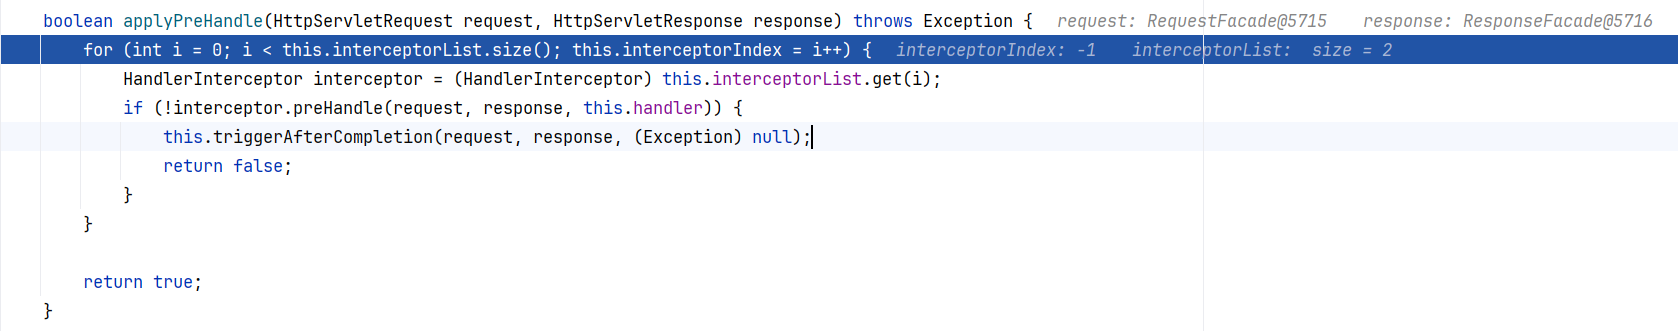 boolean applyPreHandle(HttpServletRequest request, HttpServletResponse response) throws Exception {   request: RequestFacade@5715   response: ResponseFacade@5716
    for (int i = 0; i < this.interceptorList.size(); this.interceptorIndex = i++) {   interceptorIndex: -1   interceptorList:  size = 2
        HandlerInterceptor interceptor = (HandlerInterceptor) this.interceptorList.get(i);
        if (!interceptor.preHandle(request, response, this.handler)) {
            this.triggerAfterCompletion(request, response, (Exception) null);
            return false;
        }
    }
    return true;
}